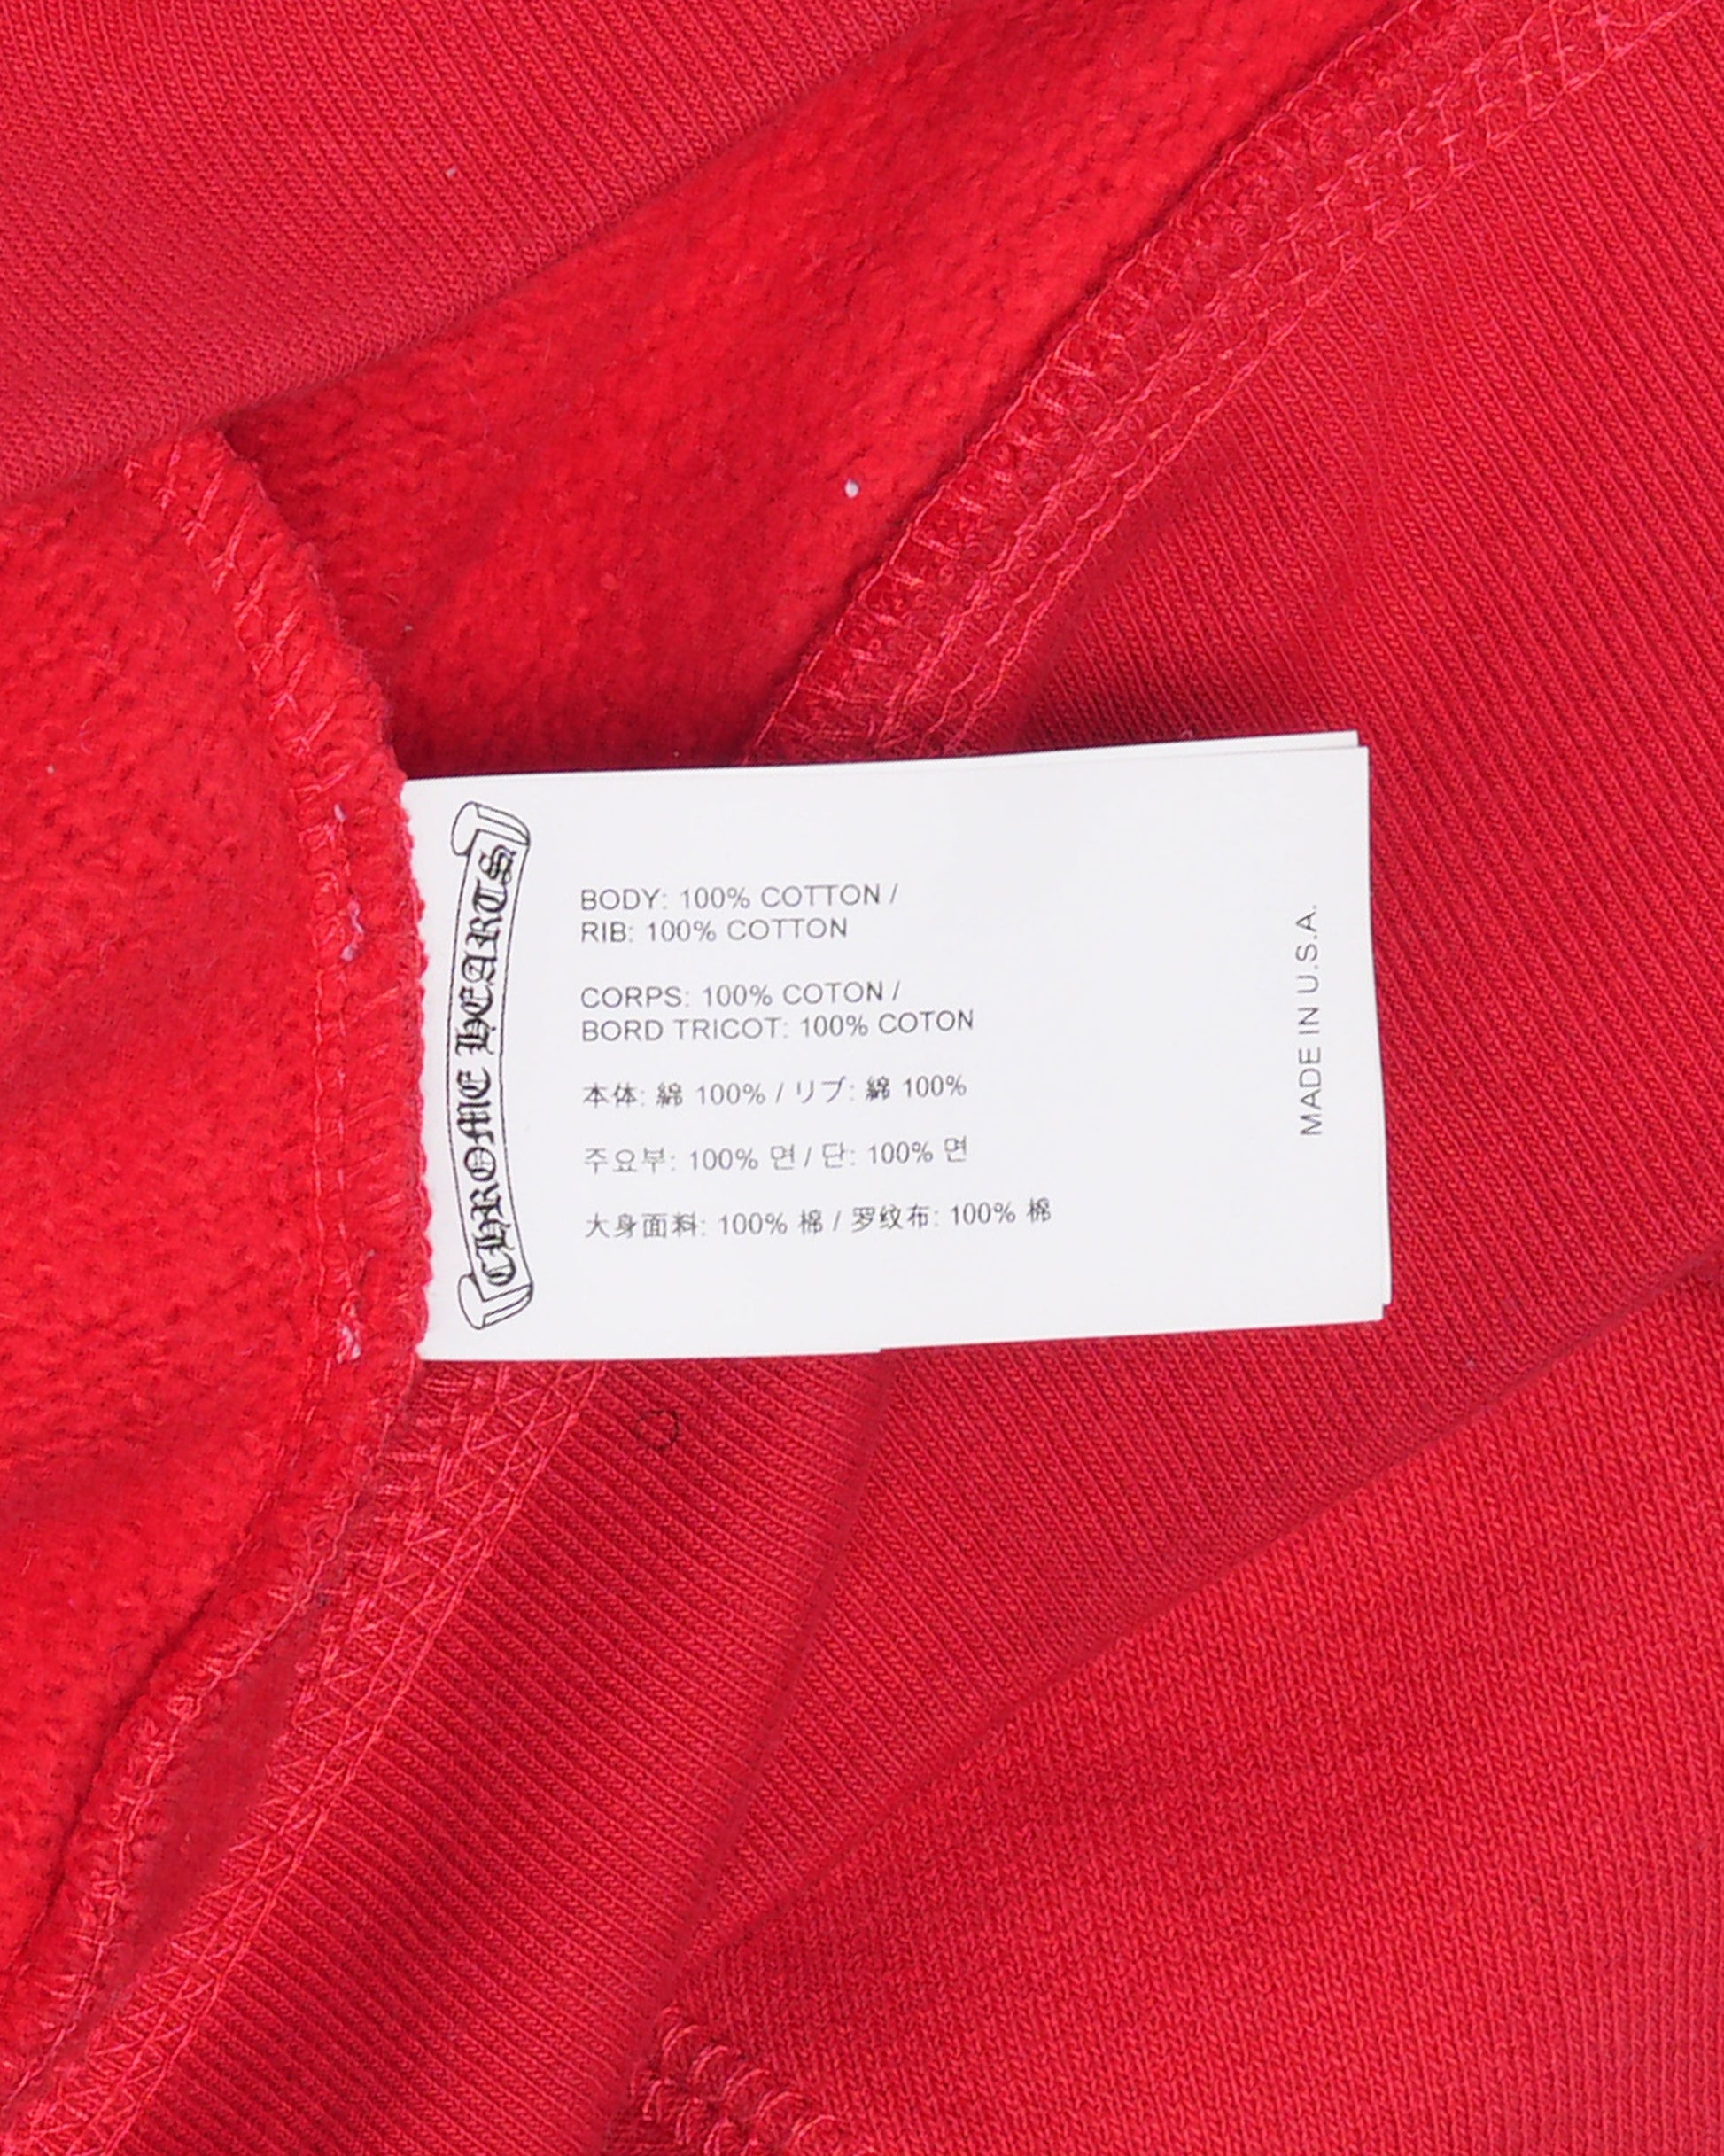 CHROME HEARTS
BODY: 100% COTTON /
RIB: 100% COTTON
CORPS: 100% COTON /
BORD TRICOT: 100% COTON
本体: 綿 100% / リブ: 綿 100%
주요부: 100% 면 / 단: 100% 면
大身面料: 100% 棉 / 罗纹布: 100% 棉
MADE IN U.S.A.